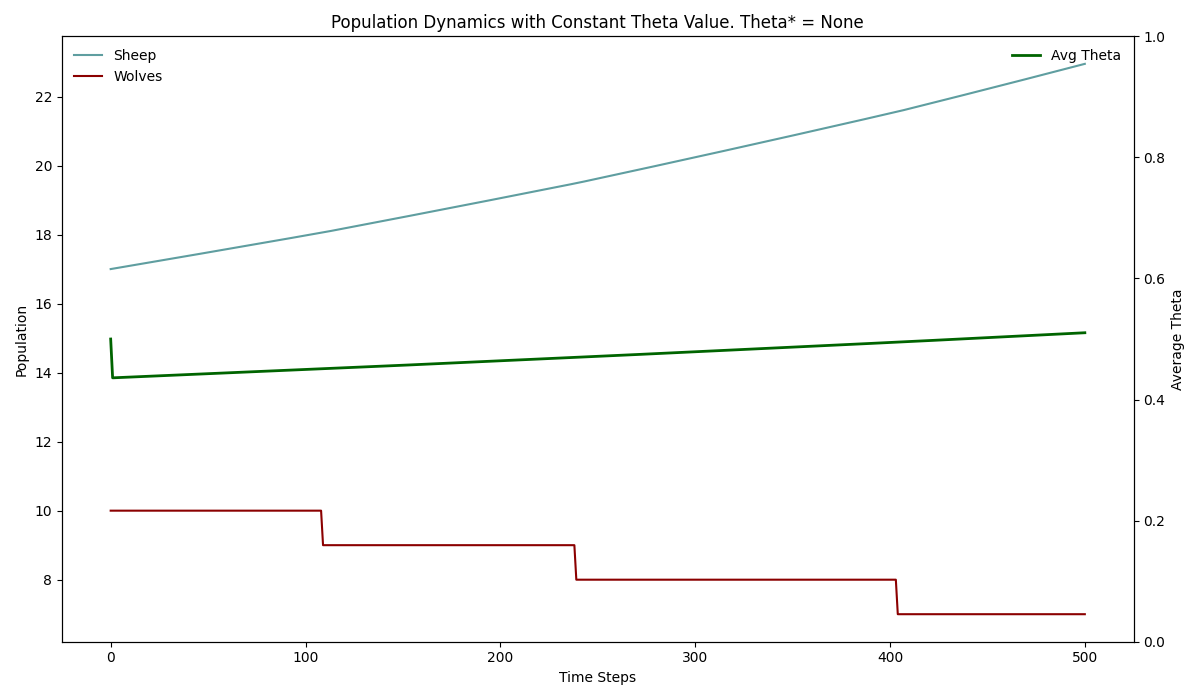 Population Dynamics with Constant Theta Value. Theta* = None
Sheep
Wolves
Avg Theta
Population
22
20
18
16
14
12
10
8
1.0
0.8
0.6
0.4
0.2
0.0
Average Theta
0 100 200 300 400 500
Time Steps